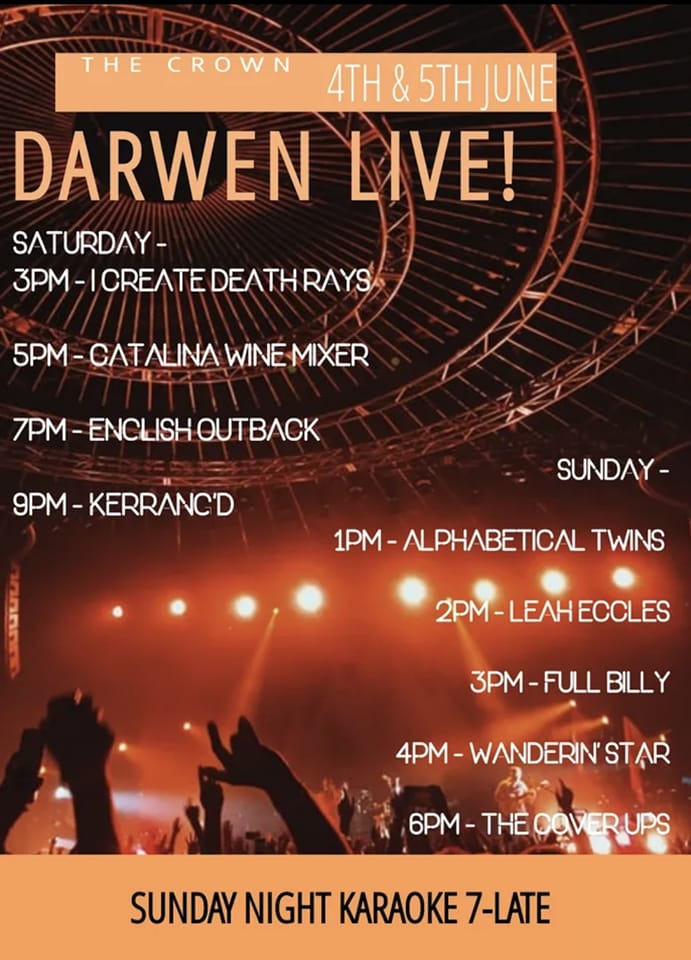 THE CROWN
4TH & 5TH JUNE
DARWEN LIVE!
SATURDAY -
3PM - I CREATE DEATH RAYS
5PM - CATALINA WINE MIXER
7PM - ENGLISH OUTBACK
9PM - KERRANG'D
SUNDAY -
1PM - ALPHABETICAL TWINS
2PM - LEAH ECCLES
3PM - FULL BILLY
4PM - WANDERIN' STAR
6PM - THE COVER UPS
SUNDAY NIGHT KARAOKE 7-LATE